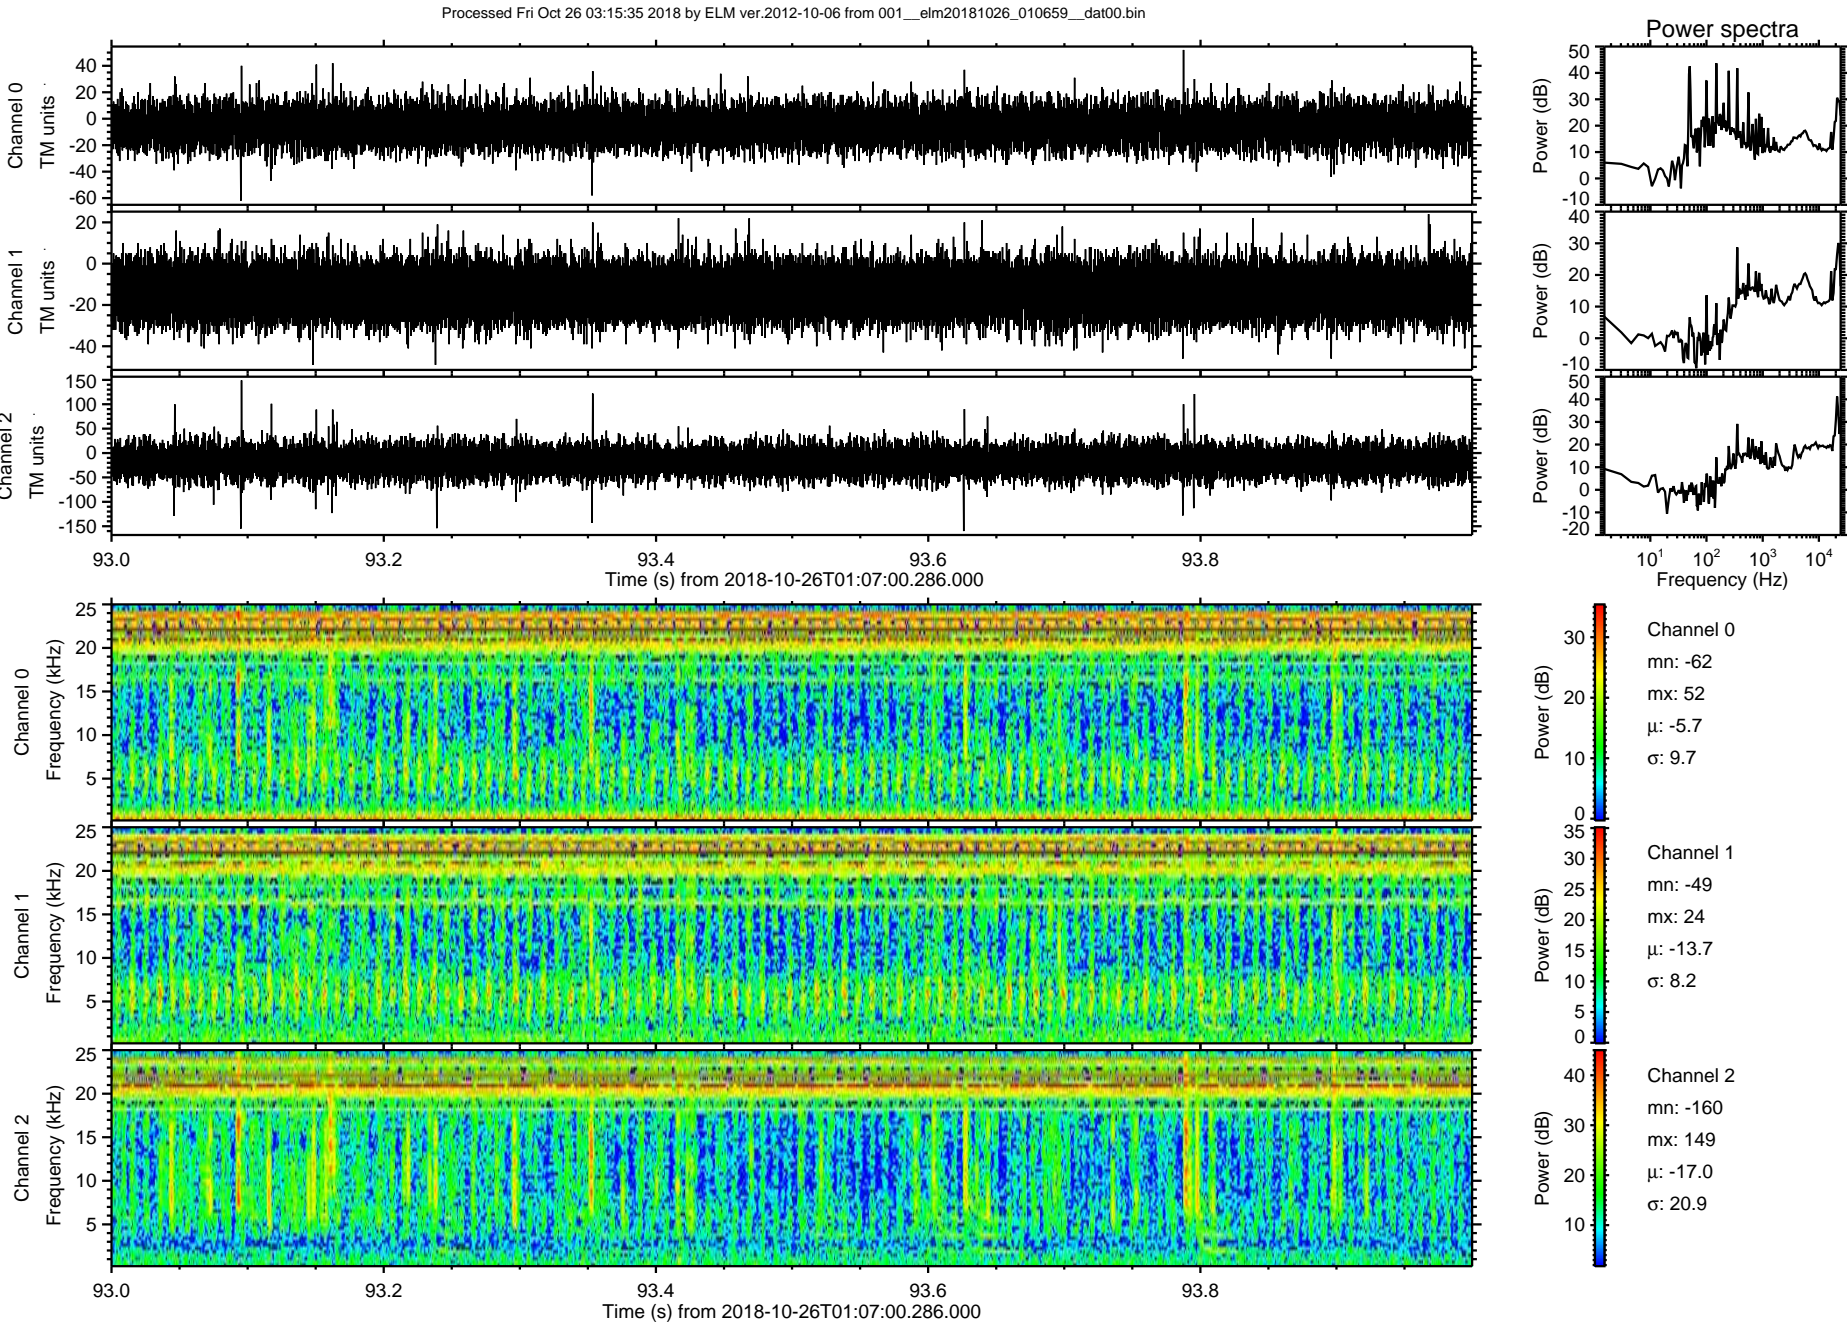 Processed Fri Oct 26 03:15:35 2018 by ELM ver.2012-10-06 from 001__elm20181026_010659__dat00.bin
Power spectra
Channel 0
TM units
40
20
0
-20
-40
-60
Power (dB)
50
40
30
20
10
0
-10
Channel 1
TM units
20
0
-20
-40
Power (dB)
40
30
20
10
0
-10
Channel 2
TM units
150
100
50
0
-50
-100
-150
Power (dB)
50
40
30
20
10
0
-10
-20
93.0 93.2 93.4 93.6 93.8
Time (s) from 2018-10-26T01:07:00.286.000
10¹ 10² 10³ 10⁴
Frequency (Hz)
Channel 0
Frequency (kHz)
25
20
15
10
5
Power (dB)
30
20
10
0
Channel 0
mn: -62
mx: 52
μ: -5.7
σ: 9.7
Channel 1
Frequency (kHz)
25
20
15
10
5
Power (dB)
35
30
25
20
15
10
5
0
Channel 1
mn: -49
mx: 24
μ: -13.7
σ: 8.2
Channel 2
Frequency (kHz)
25
20
15
10
5
Power (dB)
40
30
20
10
Channel 2
mn: -160
mx: 149
μ: -17.0
σ: 20.9
93.0 93.2 93.4 93.6 93.8
Time (s) from 2018-10-26T01:07:00.286.000